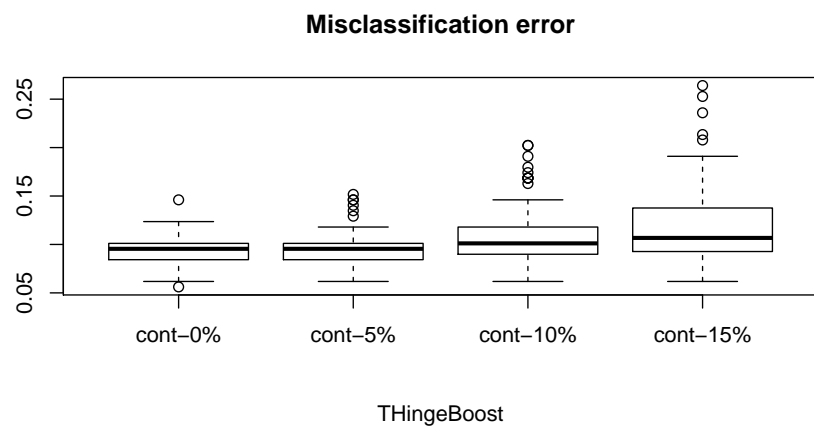 Misclassification error
0.25
0.15
0.05
cont−0%
cont−5%
cont−10%
cont−15%
THingeBoost